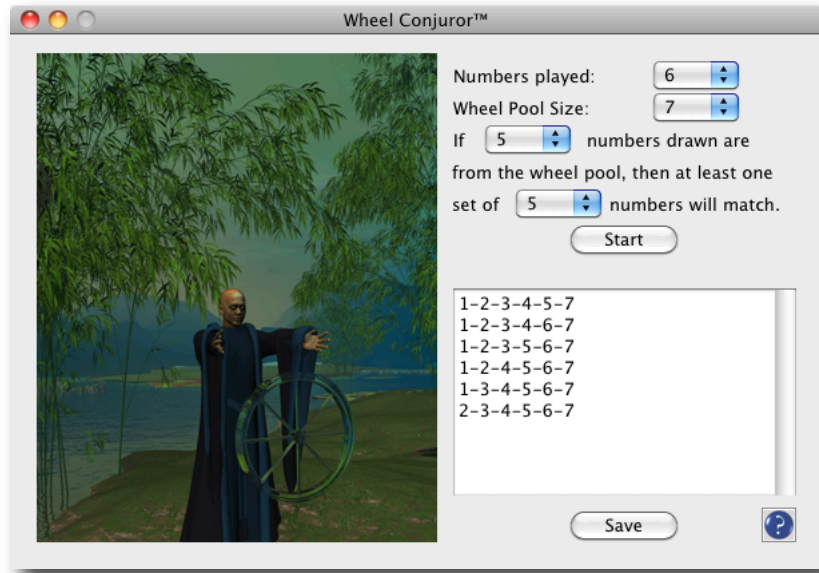 Wheel Conjuror™
Numbers played: 6
Wheel Pool Size: 7
If 5 numbers drawn are
from the wheel pool, then at least one
set of 5 numbers will match.
Start
1-2-3-4-5-7
1-2-3-4-6-7
1-2-3-5-6-7
1-2-4-5-6-7
1-3-4-5-6-7
2-3-4-5-6-7
Save
?